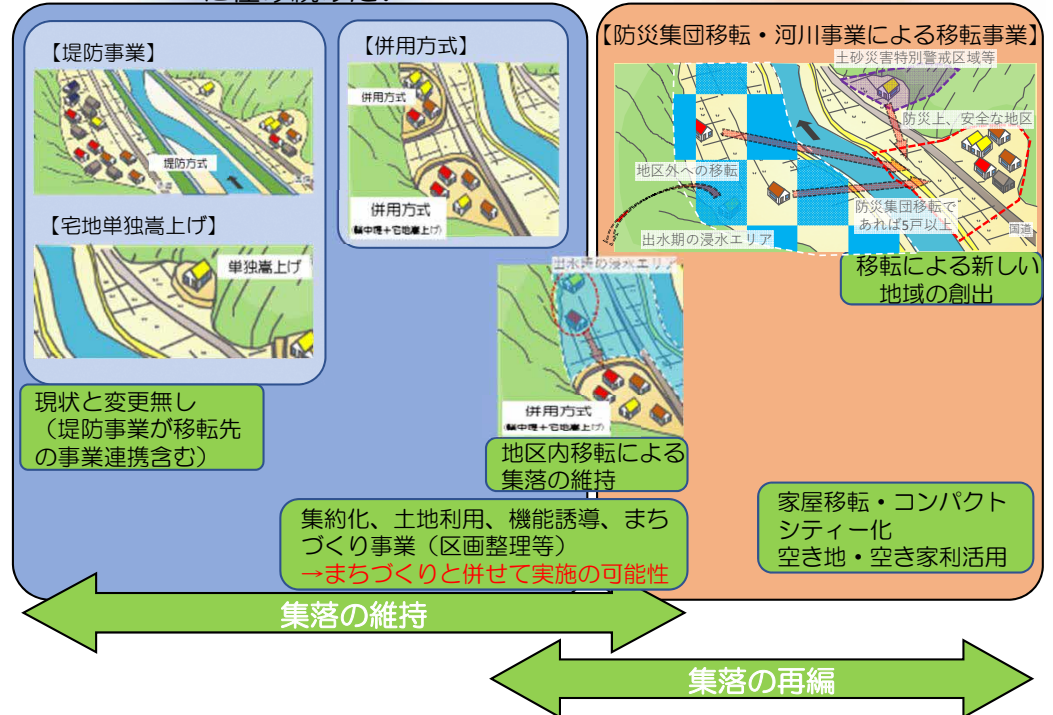 【堤防事業】
堤防方式
【宅地単独嵩上げ】
単独嵩上げ
現状と変更無し
（堤防事業が移転先
の事業連携含む）
【併用方式】
併用方式
併用方式
(輪中堤＋宅地嵩上げ)
出水時の浸水エリア
併用方式
(輪中堤＋宅地嵩上げ)
地区内移転による
集落の維持
集約化、土地利用、機能誘導、まち
づくり事業（区画整理等）
→まちづくりと併せて実施の可能性
【防災集団移転・河川事業による移転事業】
土砂災害特別警戒区域等
防災上、安全な地区
地区外への移転
防災集団移転で
あれば5戸以上
国道
出水期の浸水エリア
移転による新しい
地域の創出
家屋移転・コンパクト
シティー化
空き地・空き家利活用
集落の維持
集落の再編